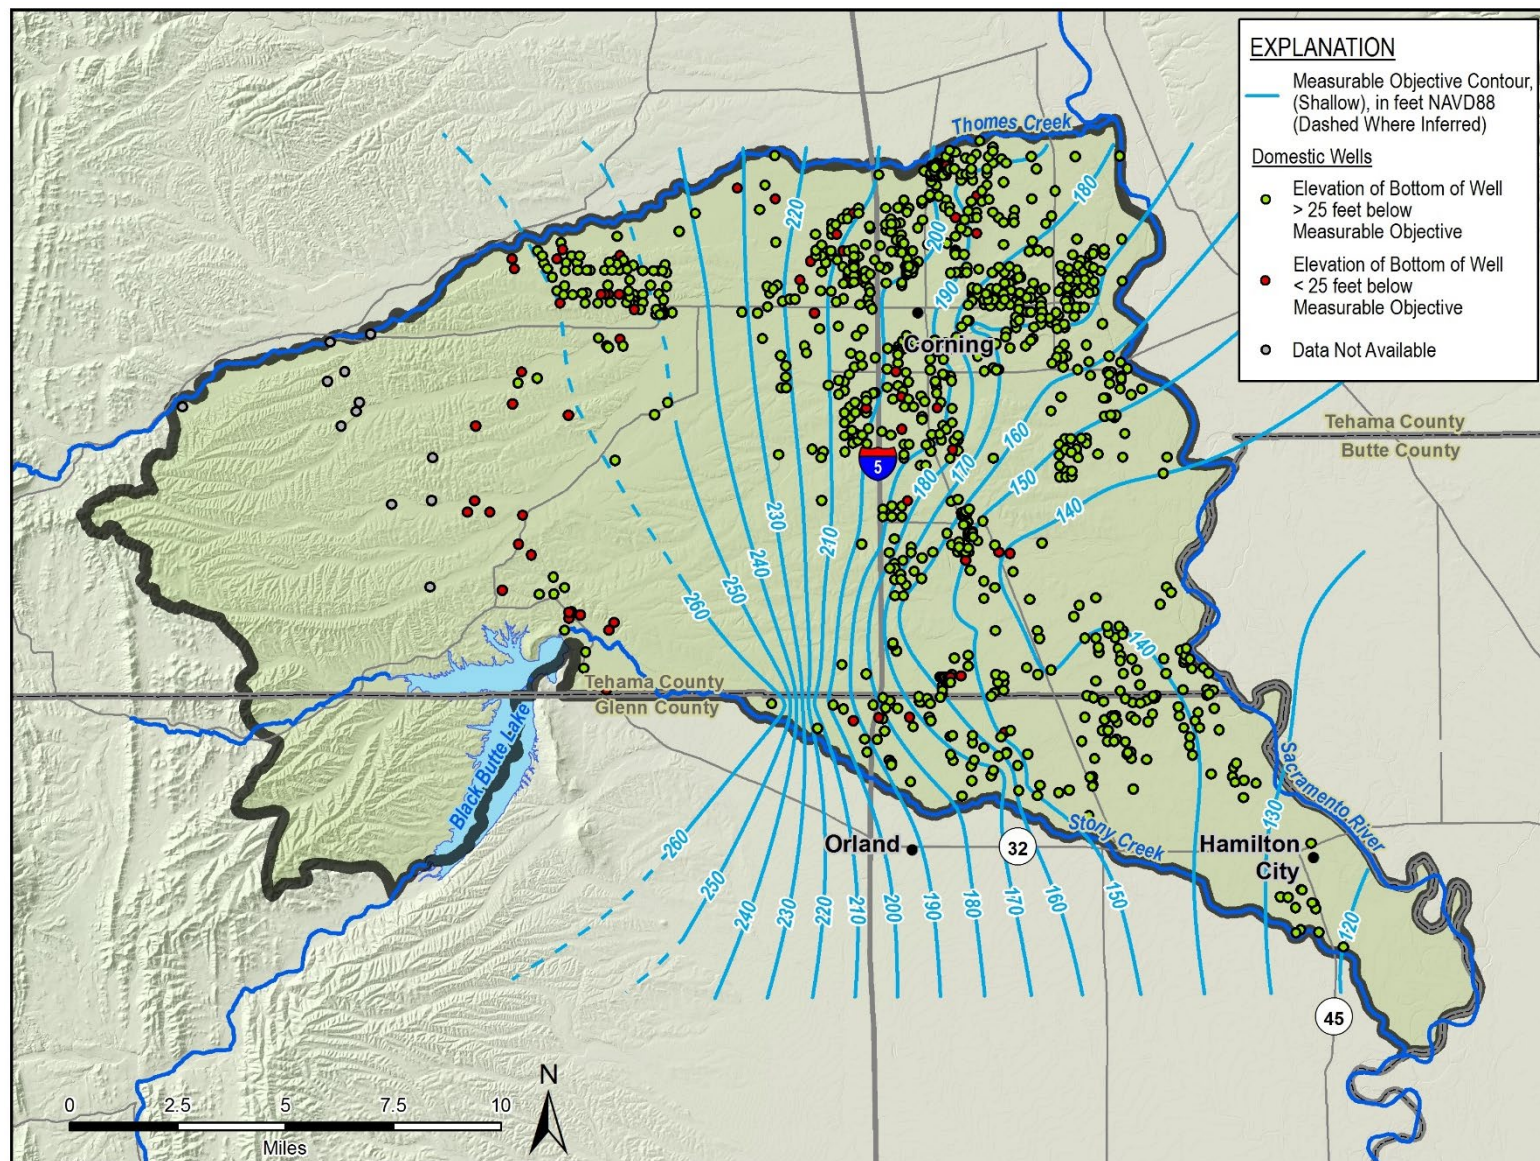 EXPLANATION
Measurable Objective Contour,
(Shallow), in feet NAVD88
(Dashed Where Inferred)
Domestic Wells
Elevation of Bottom of Well
> 25 feet below
Measurable Objective
Elevation of Bottom of Well
< 25 feet below
Measurable Objective
Data Not Available
Thomes Creek
180
220
200
190
Corning
Tehama County
Butte County
160
5
180
170
150
230
210
140
240
250
260
140
Tehama County
Glenn County
Black Butte Lake
Sacramento River
130
Stony Creek
Orland
32
Hamilton
City
260
250
240
230
220
210
200
190
180
170
160
150
120
45
N
0
2.5
5
7.5
10
Miles